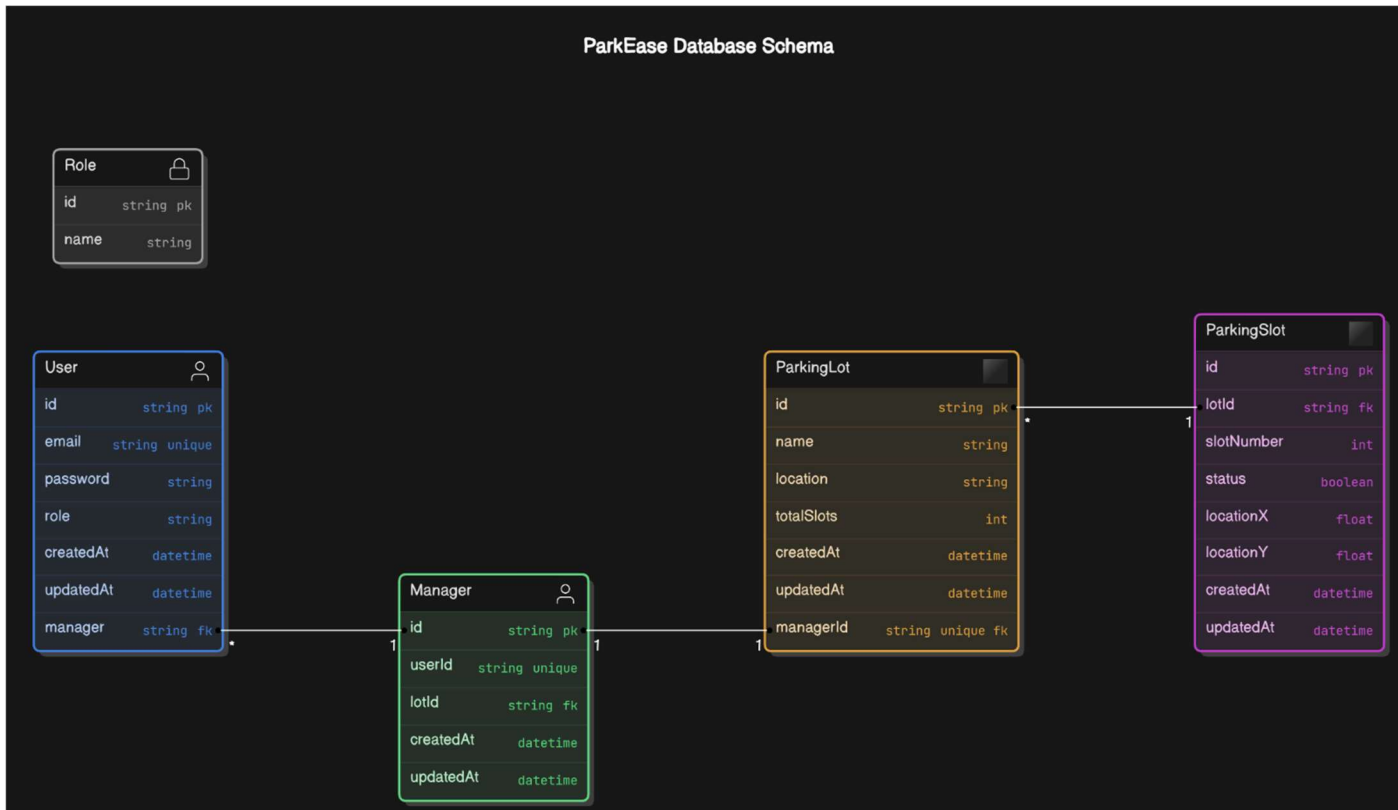 ParkEase Database Schema
Role
id string pk
name string
User
id string pk
email string unique
password string
role string
createdAt datetime
updatedAt datetime
manager string fk
*
1
Manager
id string pk
userId string unique
lotId string fk
createdAt datetime
updatedAt datetime
1
1
ParkingLot
id string pk
name string
location string
totalSlots int
createdAt datetime
updatedAt datetime
managerId string unique fk
*
1
ParkingSlot
id string pk
lotId string fk
slotNumber int
status boolean
locationX float
locationY float
createdAt datetime
updatedAt datetime